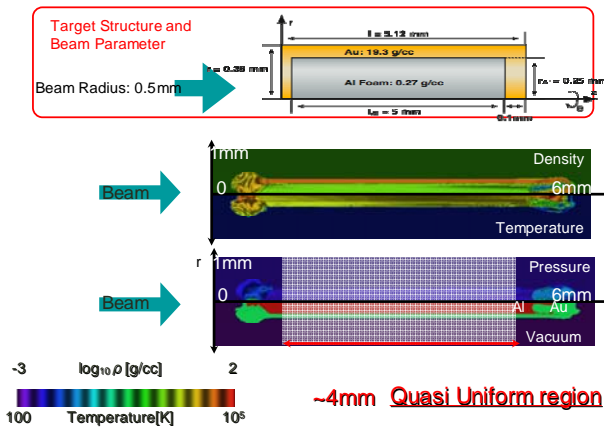 Target Structure and
Beam Parameter
r
l = 5.12 mm
Au: 19.3 g/cc
Beam Radius: 0.5mm
Al Foam: 0.27 g/cc
0.1mm
1mm
Density
Beam
0
6mm
Temperature
r
1mm
Pressure
0
6mm
Beam
Al
Au
Vacuum
-3
log₁₀ ρ [g/cc]
2
100
Temperature[K]
10⁵
~4mm Quasi Uniform region